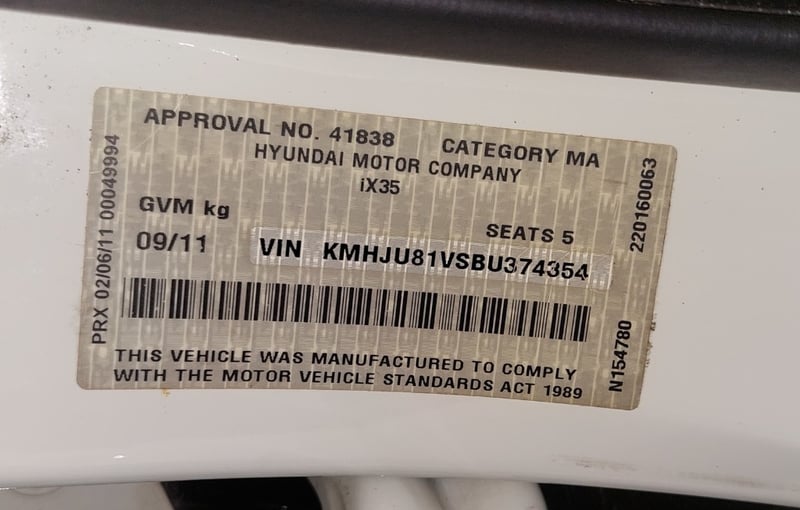 APPROVAL NO. 41838 CATEGORY MA
HYUNDAI MOTOR COMPANY
iX35
GVM kg
SEATS 5
09/11 VIN KMHJU81VSBU374354
THIS VEHICLE WAS MANUFACTURED TO COMPLY
WITH THE MOTOR VEHICLE STANDARDS ACT 1989
PRX 02/06/11 00049994
220160063
N154780